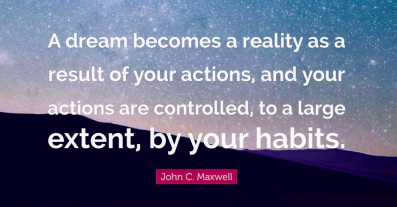 A dream becomes a reality as a
result of your actions, and your
actions are controlled, to a large
extent, by your habits.
John C. Maxwell